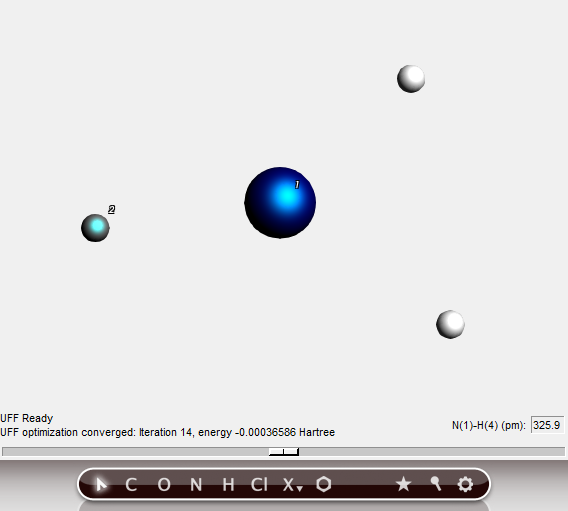 1
2
UFF Ready
N(1)-H(4) (pm): 325.9
UFF optimization converged: Iteration 14, energy -0.00036586 Hartree
C O N H Cl X